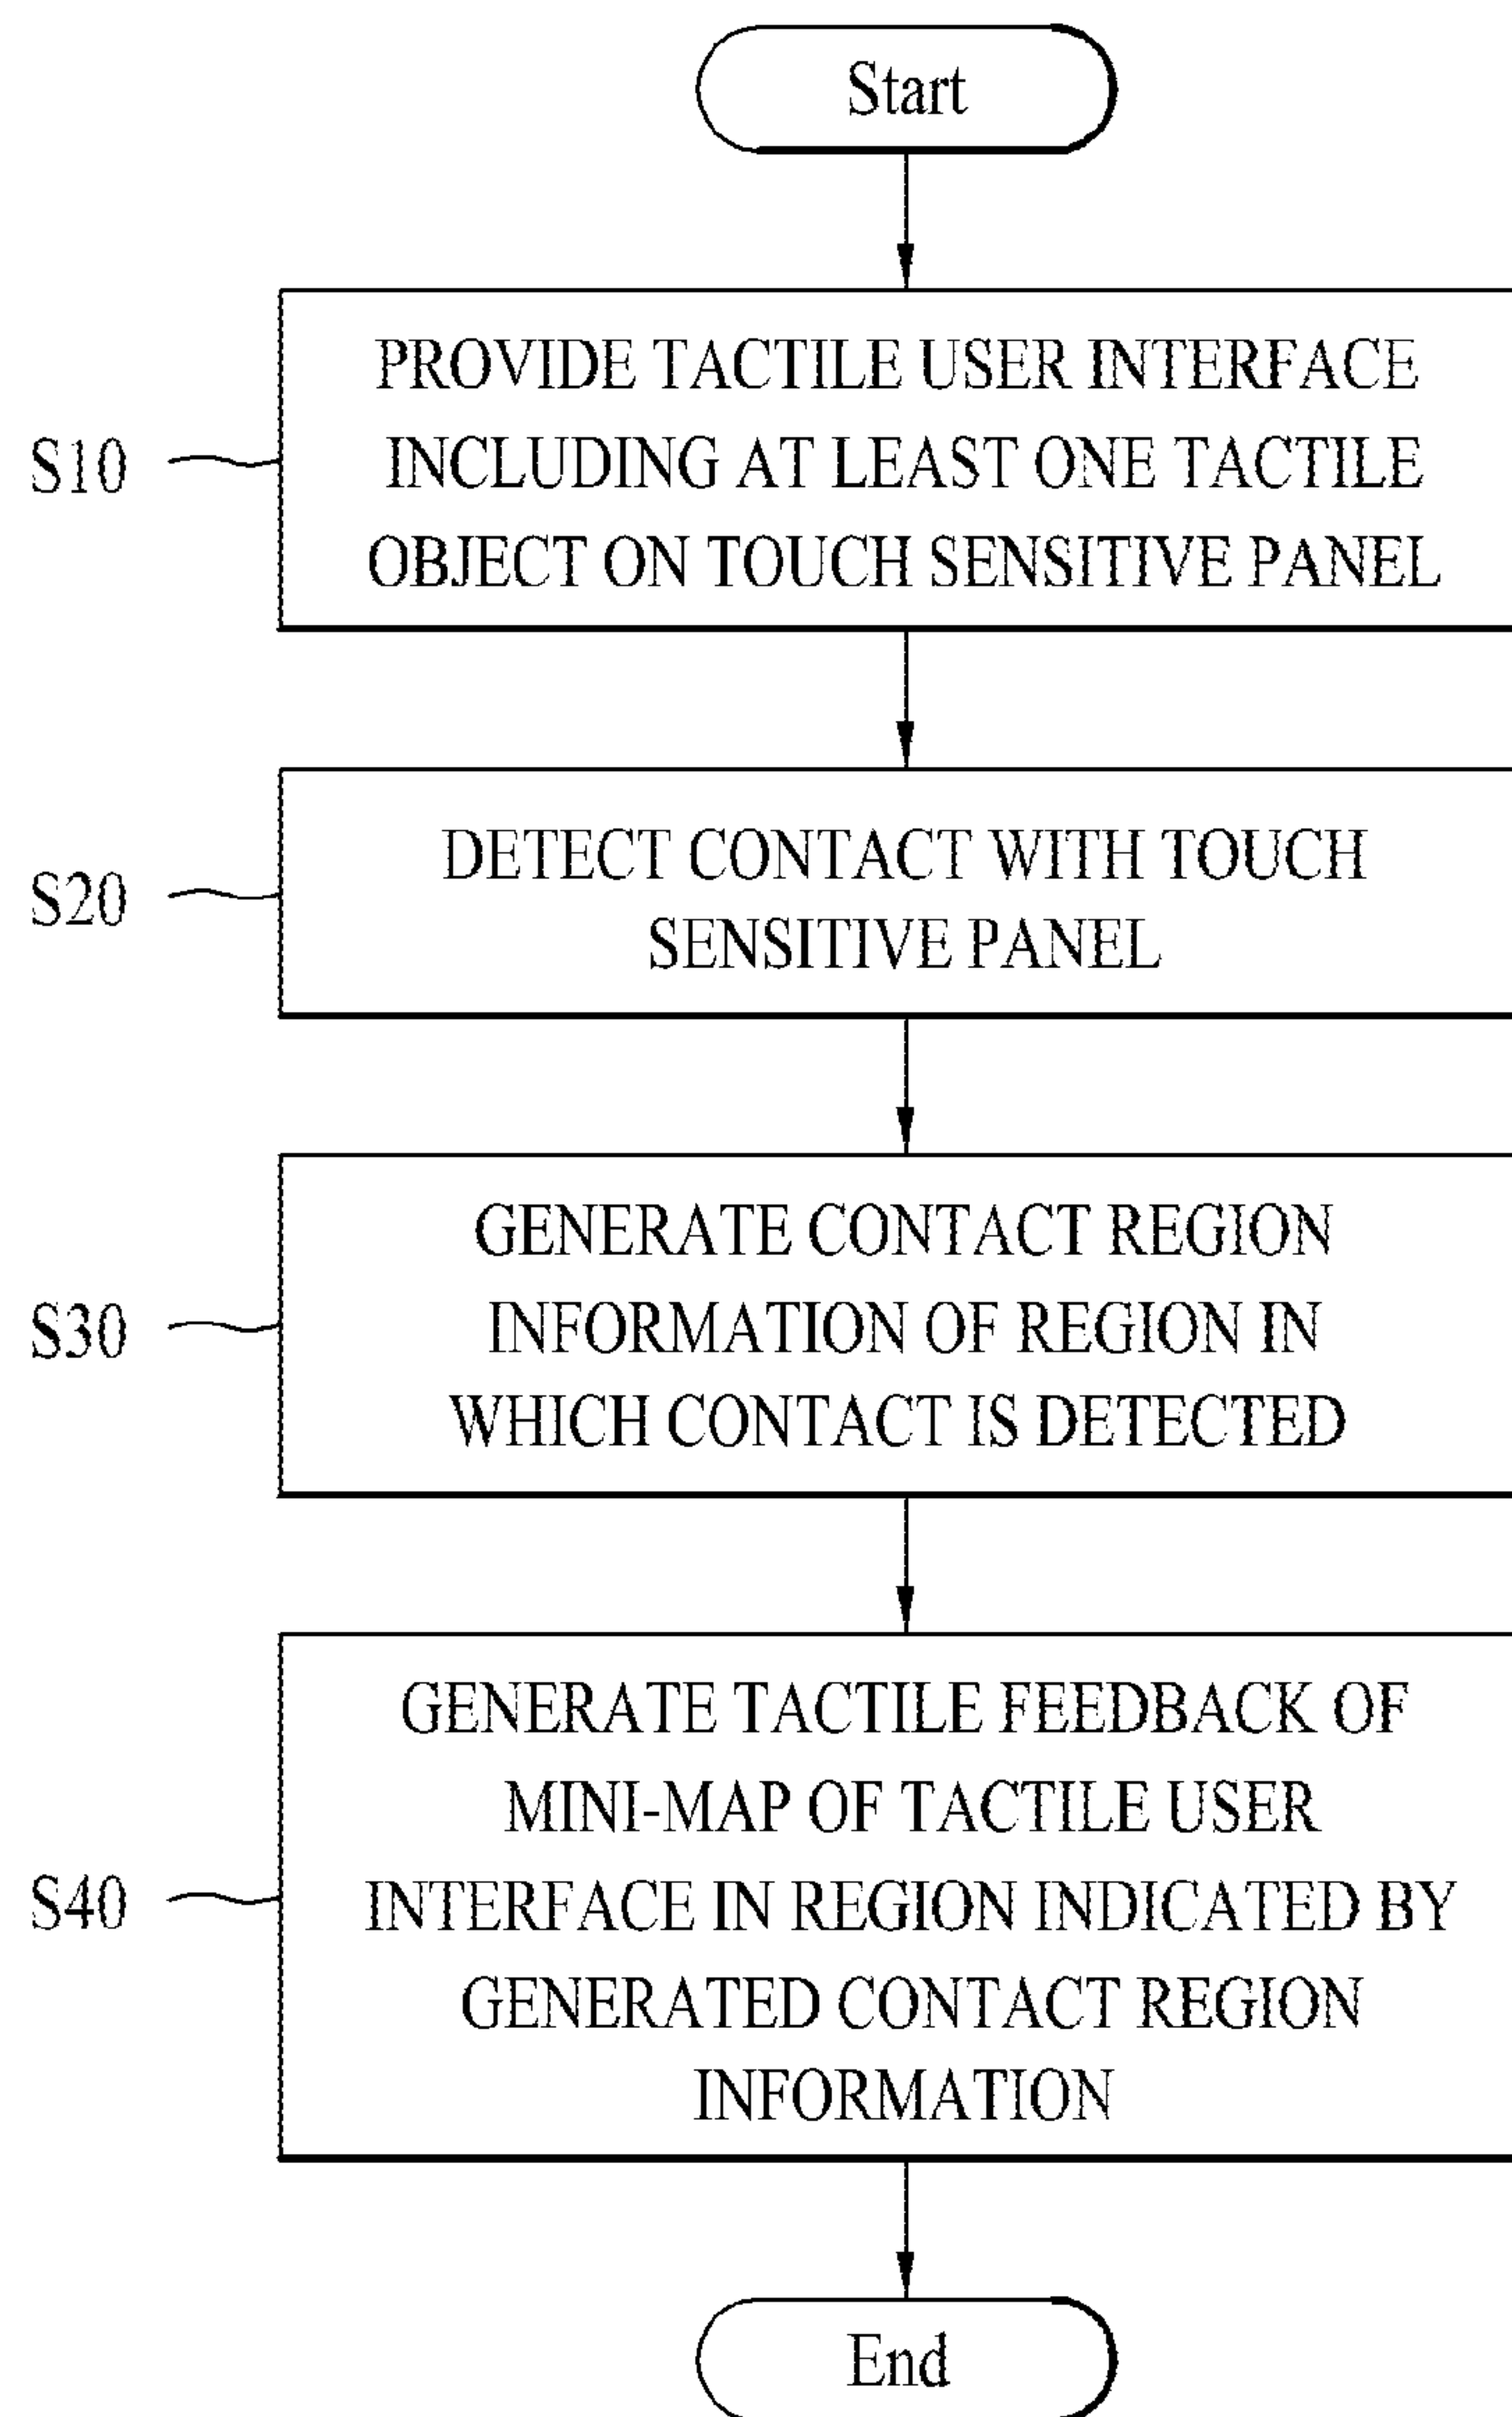 Start
PROVIDE TACTILE USER INTERFACE
INCLUDING AT LEAST ONE TACTILE
OBJECT ON TOUCH SENSITIVE PANEL
S10
DETECT CONTACT WITH TOUCH
SENSITIVE PANEL
S20
GENERATE CONTACT REGION
INFORMATION OF REGION IN
WHICH CONTACT IS DETECTED
S30
GENERATE TACTILE FEEDBACK OF
MINI-MAP OF TACTILE USER
INTERFACE IN REGION INDICATED BY
GENERATED CONTACT REGION
INFORMATION
S40
End